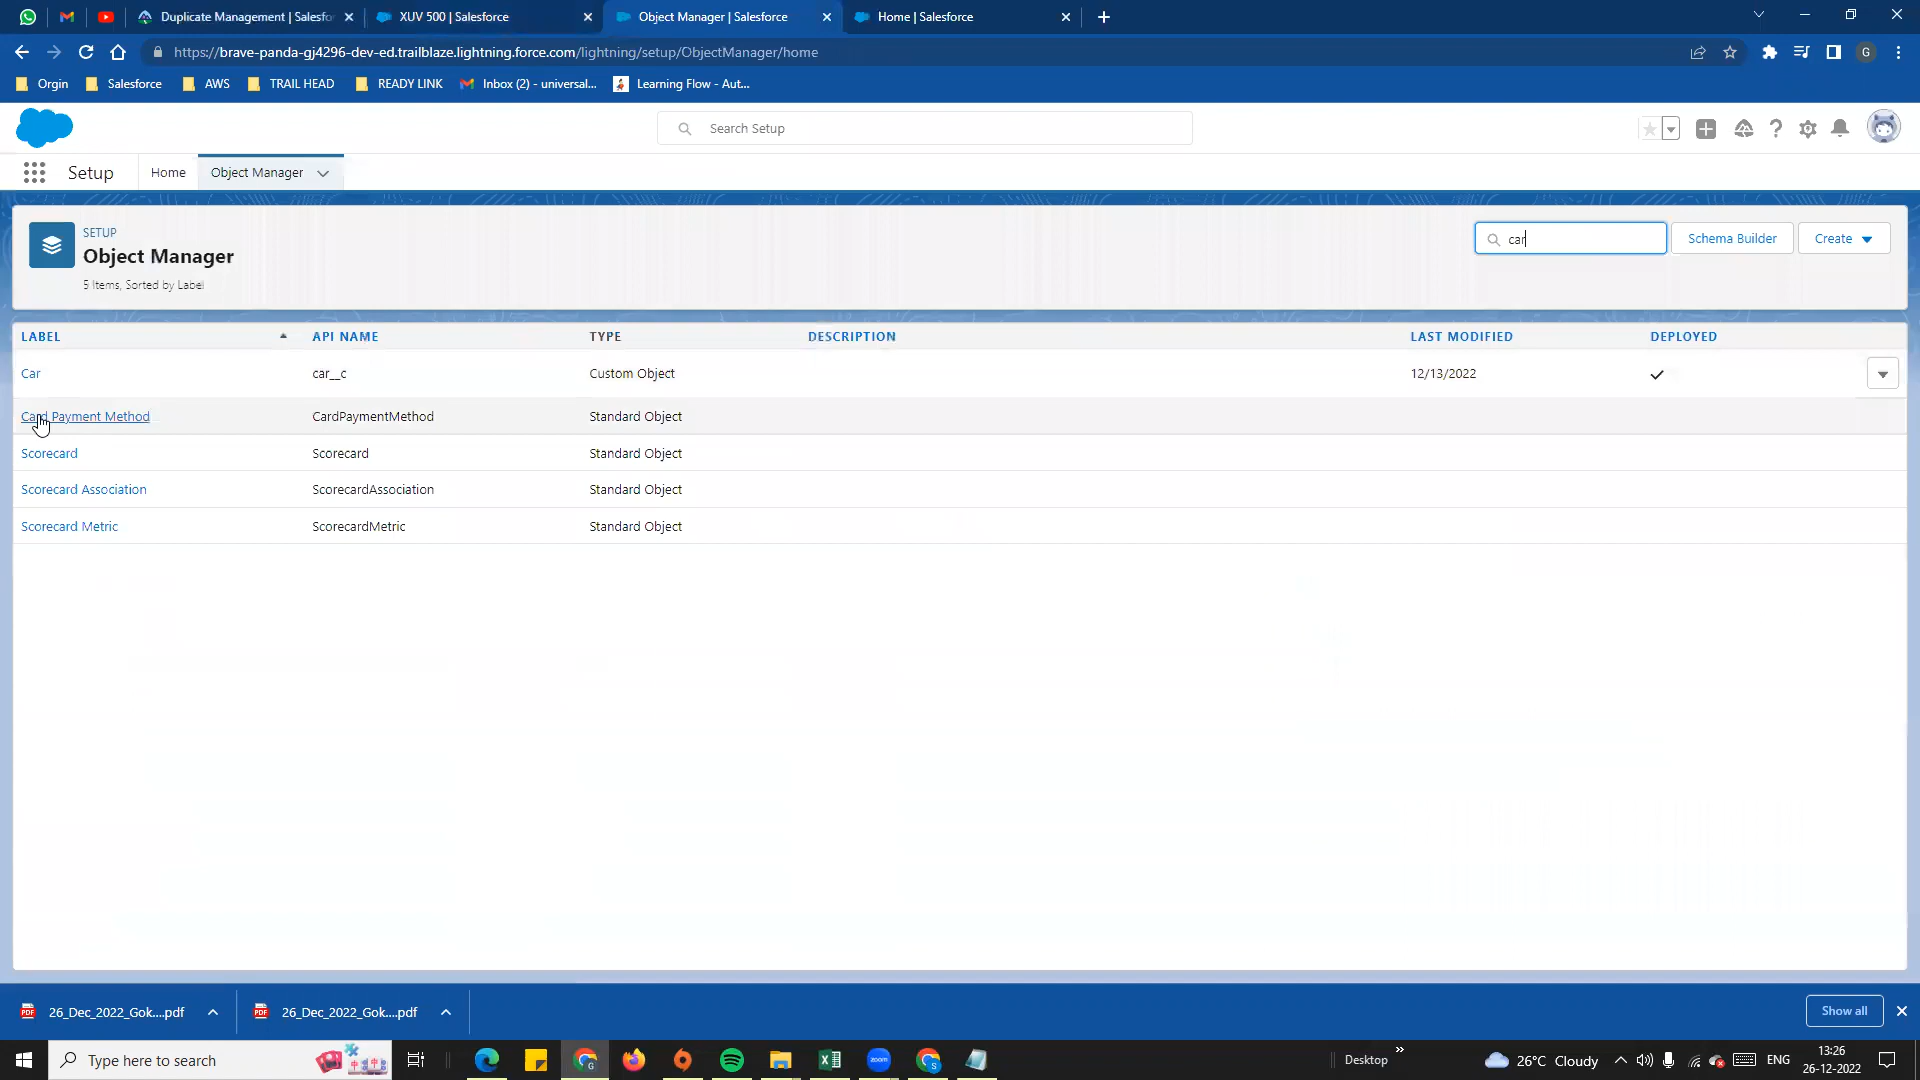 Duplicate Management | Salesfor
XUV 500 | Salesforce
Object Manager | Salesforce
Home | Salesforce
https://brave-panda-gj4296-dev-ed.trailblaze.lightning.force.com/lightning/setup/ObjectManager/home
G
Orgin
Salesforce
AWS
TRAIL HEAD
READY LINK
Inbox (2) - universal...
Learning Flow - Aut...
Search Setup
Setup
Home
Object Manager
SETUP
Object Manager
5 Items, Sorted by Label
car
Schema Builder
Create
LABEL API NAME TYPE DESCRIPTION LAST MODIFIED DEPLOYED
Car car__c Custom Object 12/13/2022
Card Payment Method CardPaymentMethod Standard Object
Scorecard Scorecard Standard Object
Scorecard Association ScorecardAssociation Standard Object
Scorecard Metric ScorecardMetric Standard Object
26_Dec_2022_Gok....pdf
26_Dec_2022_Gok....pdf
Show all
Type here to search
Desktop
26°C Cloudy
ENG
13:26
26-12-2022